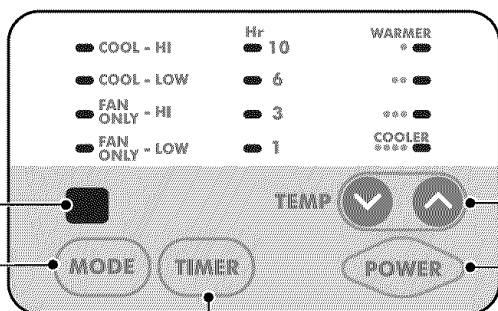 Hr
WARMER
COOL - HI
10
*
COOL - LOW
6
**
FAN ONLY - HI
3
***
COOLER
FAN ONLY - LOW
1
****
TEMP
MODE
TIMER
POWER